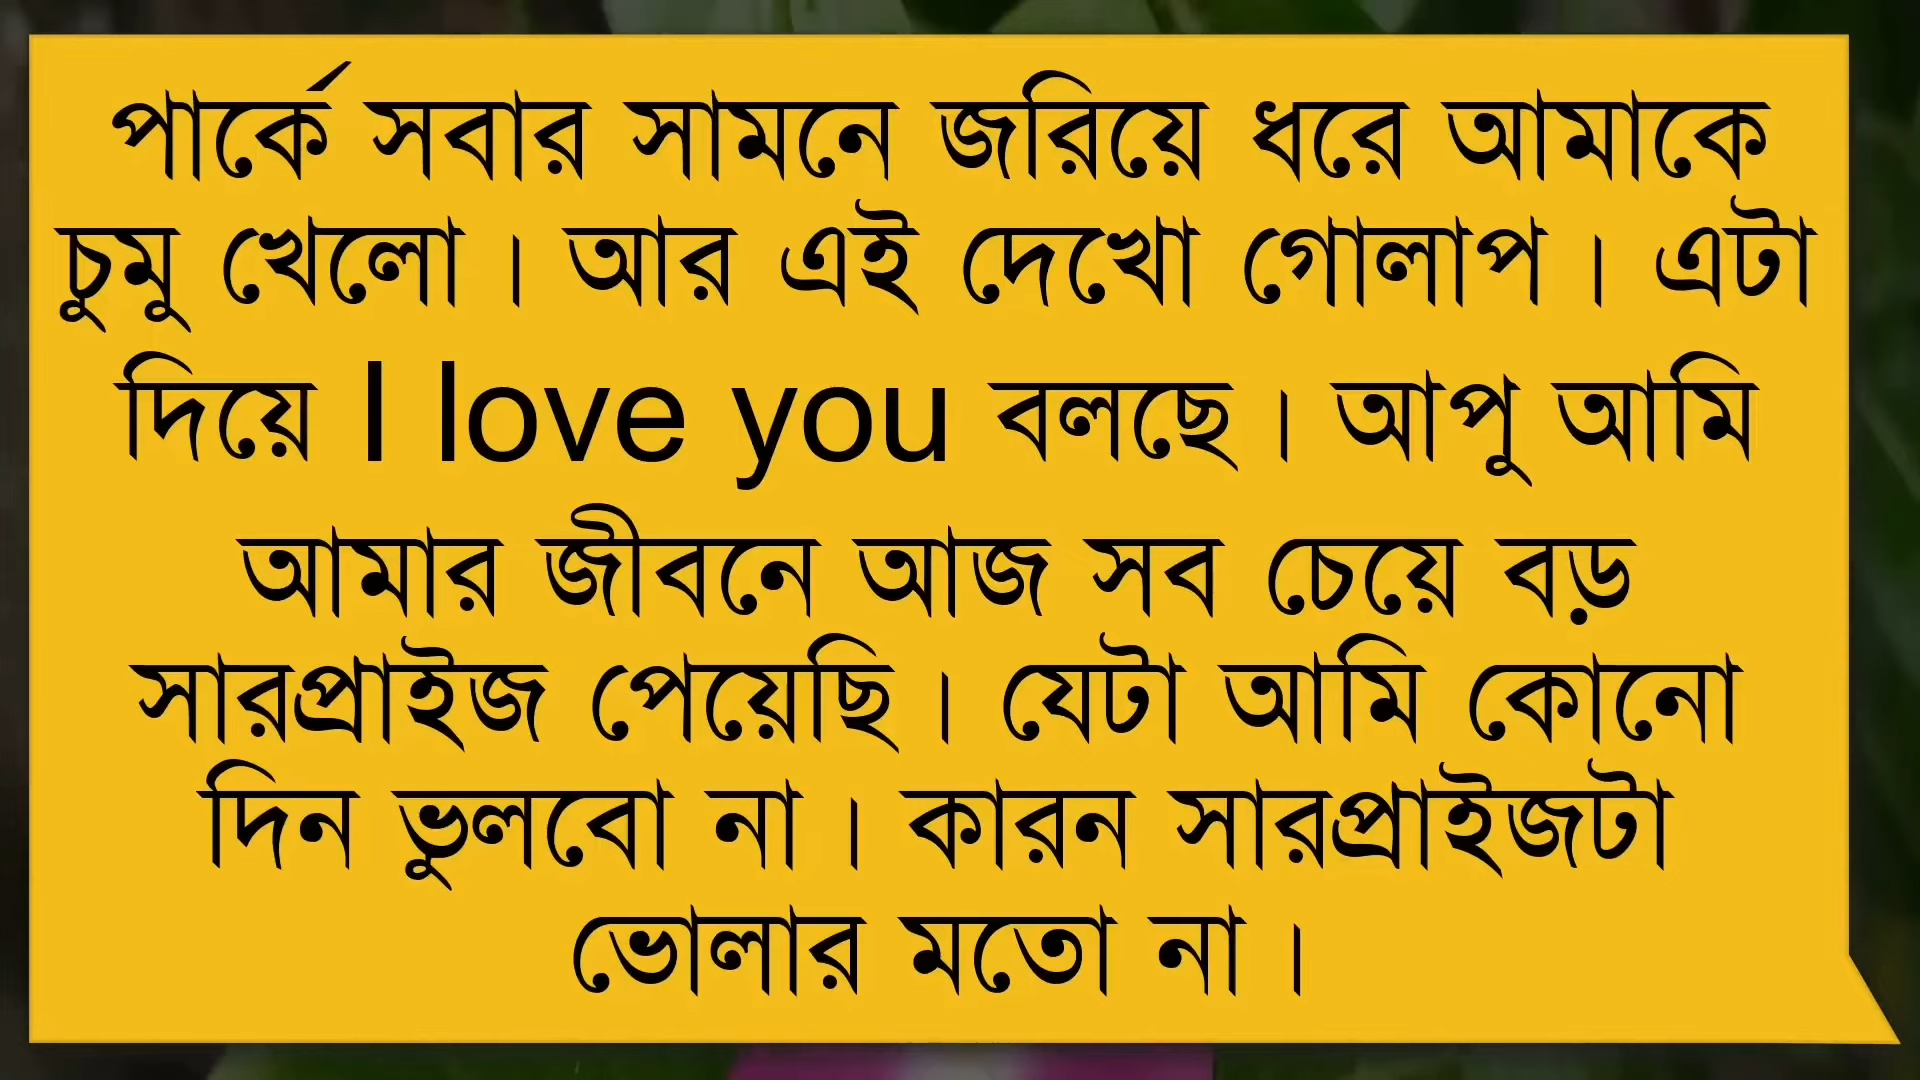 পার্কে সবার সামনে জরিয়ে ধরে আমাকে
চুমু খেলো। আর এই দেখো গোলাপ। এটা
দিয়ে I love you বলছে। আপু আমি
আমার জীবনে আজ সব চেয়ে বড়
সারপ্রাইজ পেয়েছি। যেটা আমি কোনো
দিন ভুলবো না। কারন সারপ্রাইজটা
ভোলার মতো না।